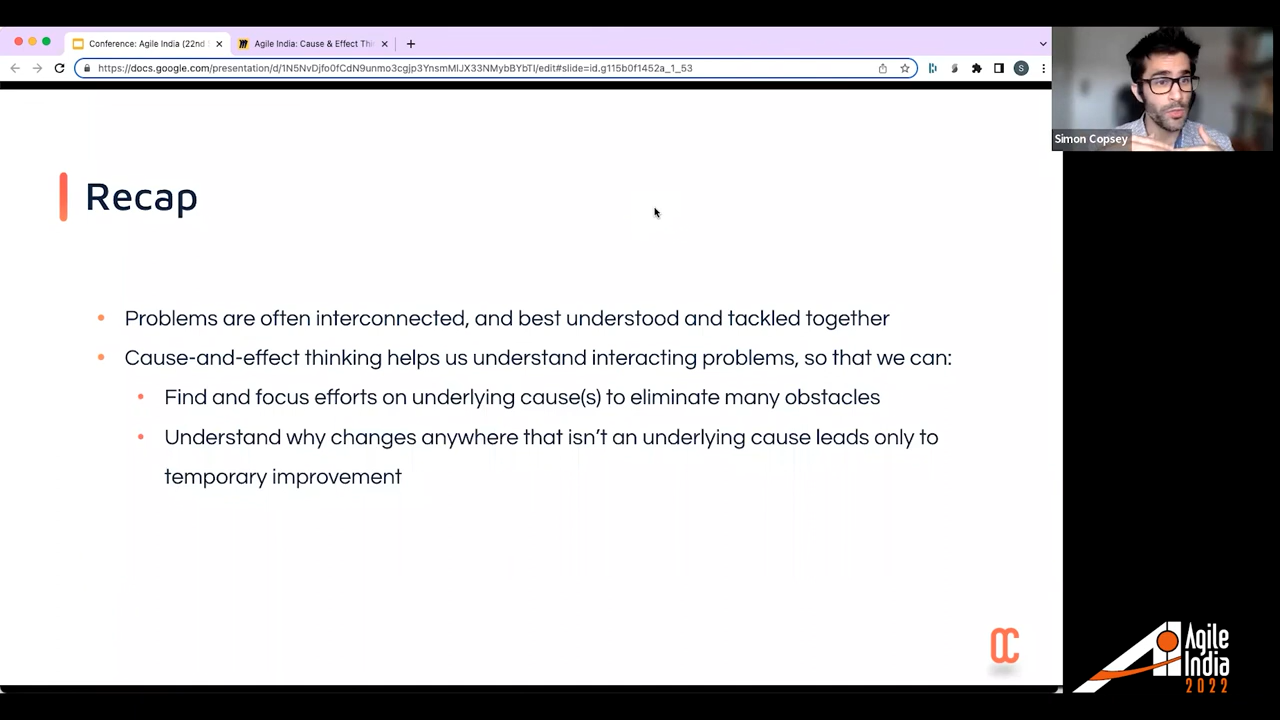 Conference: Agile India (22nd
Agile India: Cause & Effect Thi
https://docs.google.com/presentation/d/1N5NvDjfo0fCdN9unmo3cgjp3YnsmMlJX33NMybBYbTI/edit#slide=id.g115b0f1452a_1_53
S
Simon Copsey
Recap
• Problems are often interconnected, and best understood and tackled together
• Cause-and-effect thinking helps us understand interacting problems, so that we can:
• Find and focus efforts on underlying cause(s) to eliminate many obstacles
• Understand why changes anywhere that isn't an underlying cause leads only to
temporary improvement
OC
Agile
India
2022